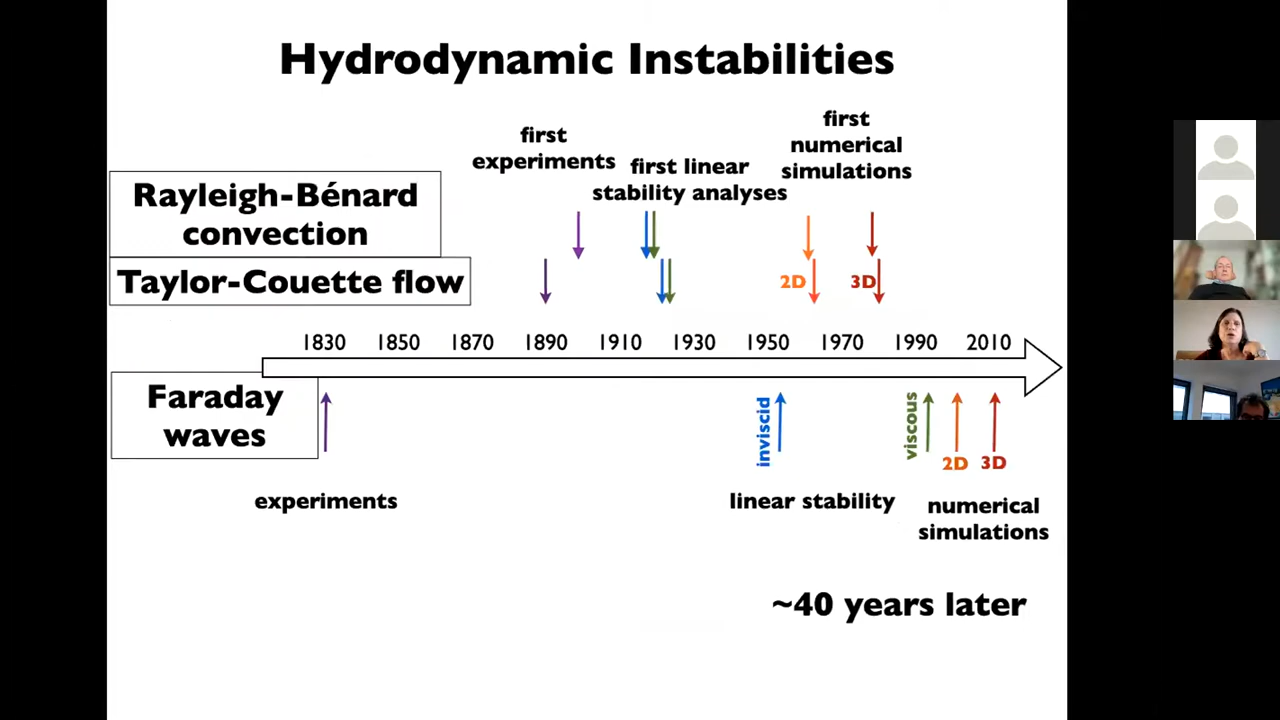 Hydrodynamic Instabilities
first
experiments
first linear
stability analyses
first
numerical
simulations
Rayleigh-Bénard
convection
Taylor-Couette flow
2D
3D
1830 1850 1870 1890 1910 1930 1950 1970 1990 2010
Faraday
waves
inviscid
viscous
2D
3D
experiments
linear stability
numerical
simulations
~40 years later